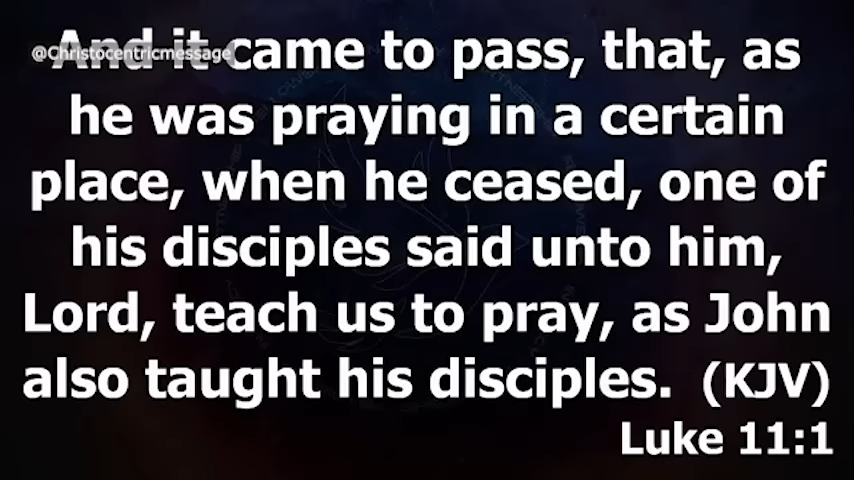 @Christocentricmessage
And it came to pass, that, as
he was praying in a certain
place, when he ceased, one of
his disciples said unto him,
Lord, teach us to pray, as John
also taught his disciples. (KJV)
Luke 11:1